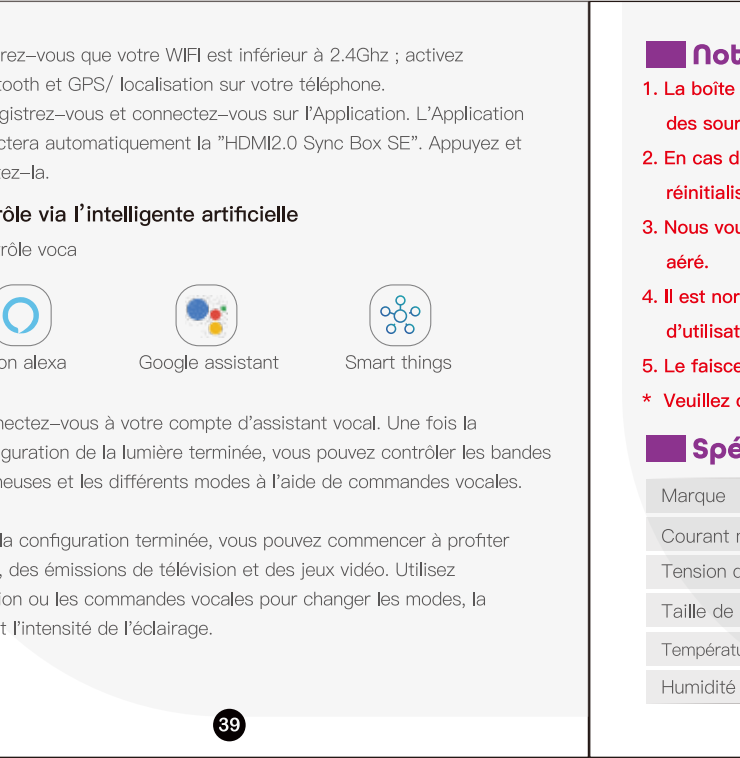 rez-vous que votre WIFI est inférieur à 2.4Ghz ; activez
tooth et GPS/ localisation sur votre téléphone.
gistrez-vous et connectez-vous sur l'Application. L'Application
ctera automatiquement la "HDMI2.0 Sync Box SE". Appuyez et
tez-la.
rôle via l'intelligente artificielle
rôle voca
on alexa Google assistant Smart things
nectez-vous à votre compte d'assistant vocal. Une fois la
guration de la lumière terminée, vous pouvez contrôler les bandes
neuses et les différents modes à l'aide de commandes vocales.
la configuration terminée, vous pouvez commencer à profiter
, des émissions de télévision et des jeux vidéo. Utilisez
ion ou les commandes vocales pour changer les modes, la
t l'intensité de l'éclairage.
39
Not
1. La boîte
des sour
2. En cas d
réinitialis
3. Nous vou
aéré.
4. Il est nor
d'utilisat
5. Le faisce
* Veuillez
Spé
Marque
Courant
Tension
Taille de
Températu
Humidité